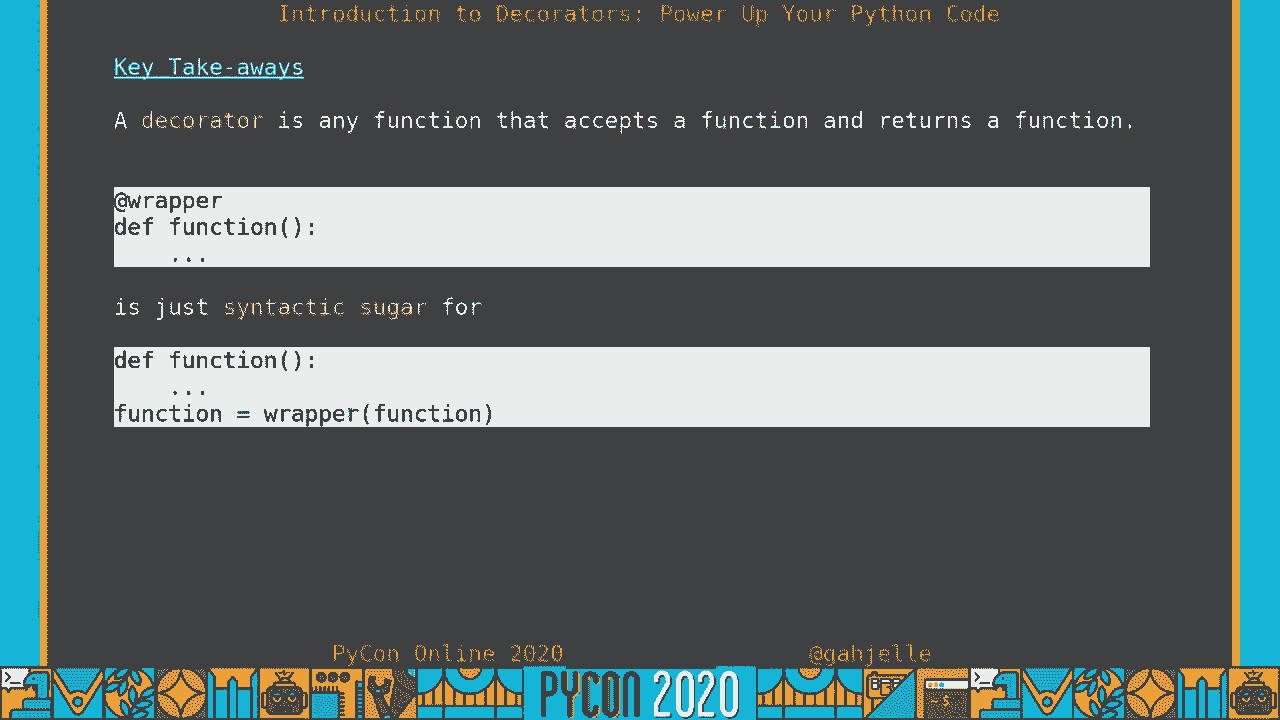 Introduction to Decorators: Power Up Your Python Code
Key Take-aways
A decorator is any function that accepts a function and returns a function.
@wrapper
def function():
    ...
is just syntactic sugar for
def function():
    ...
function = wrapper(function)
PyCon Online 2020
@gahjelle
PYCON 2020